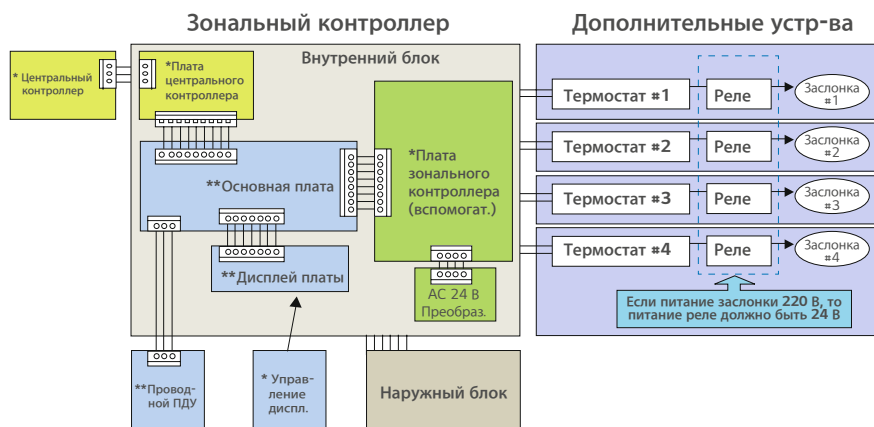 Зональный контроллер
Дополнительные устр-ва
Внутренний блок
* Центральный
контроллер
*Плата
центрального
контроллера
**Основная плата
*Плата
зонального
контроллера
(вспомогат.)
**Дисплей платы
АС 24 В
Преобраз.
**Провод-
ной ПДУ
* Управ-
ление
диспл.
Наружный блок
Термостат #1
Реле
Заслонка
#1
Термостат #2
Реле
Заслонка
#2
Термостат #3
Реле
Заслонка
#3
Термостат #4
Реле
Заслонка
#4
Если питание заслонки 220 В, то
питание реле должно быть 24 В